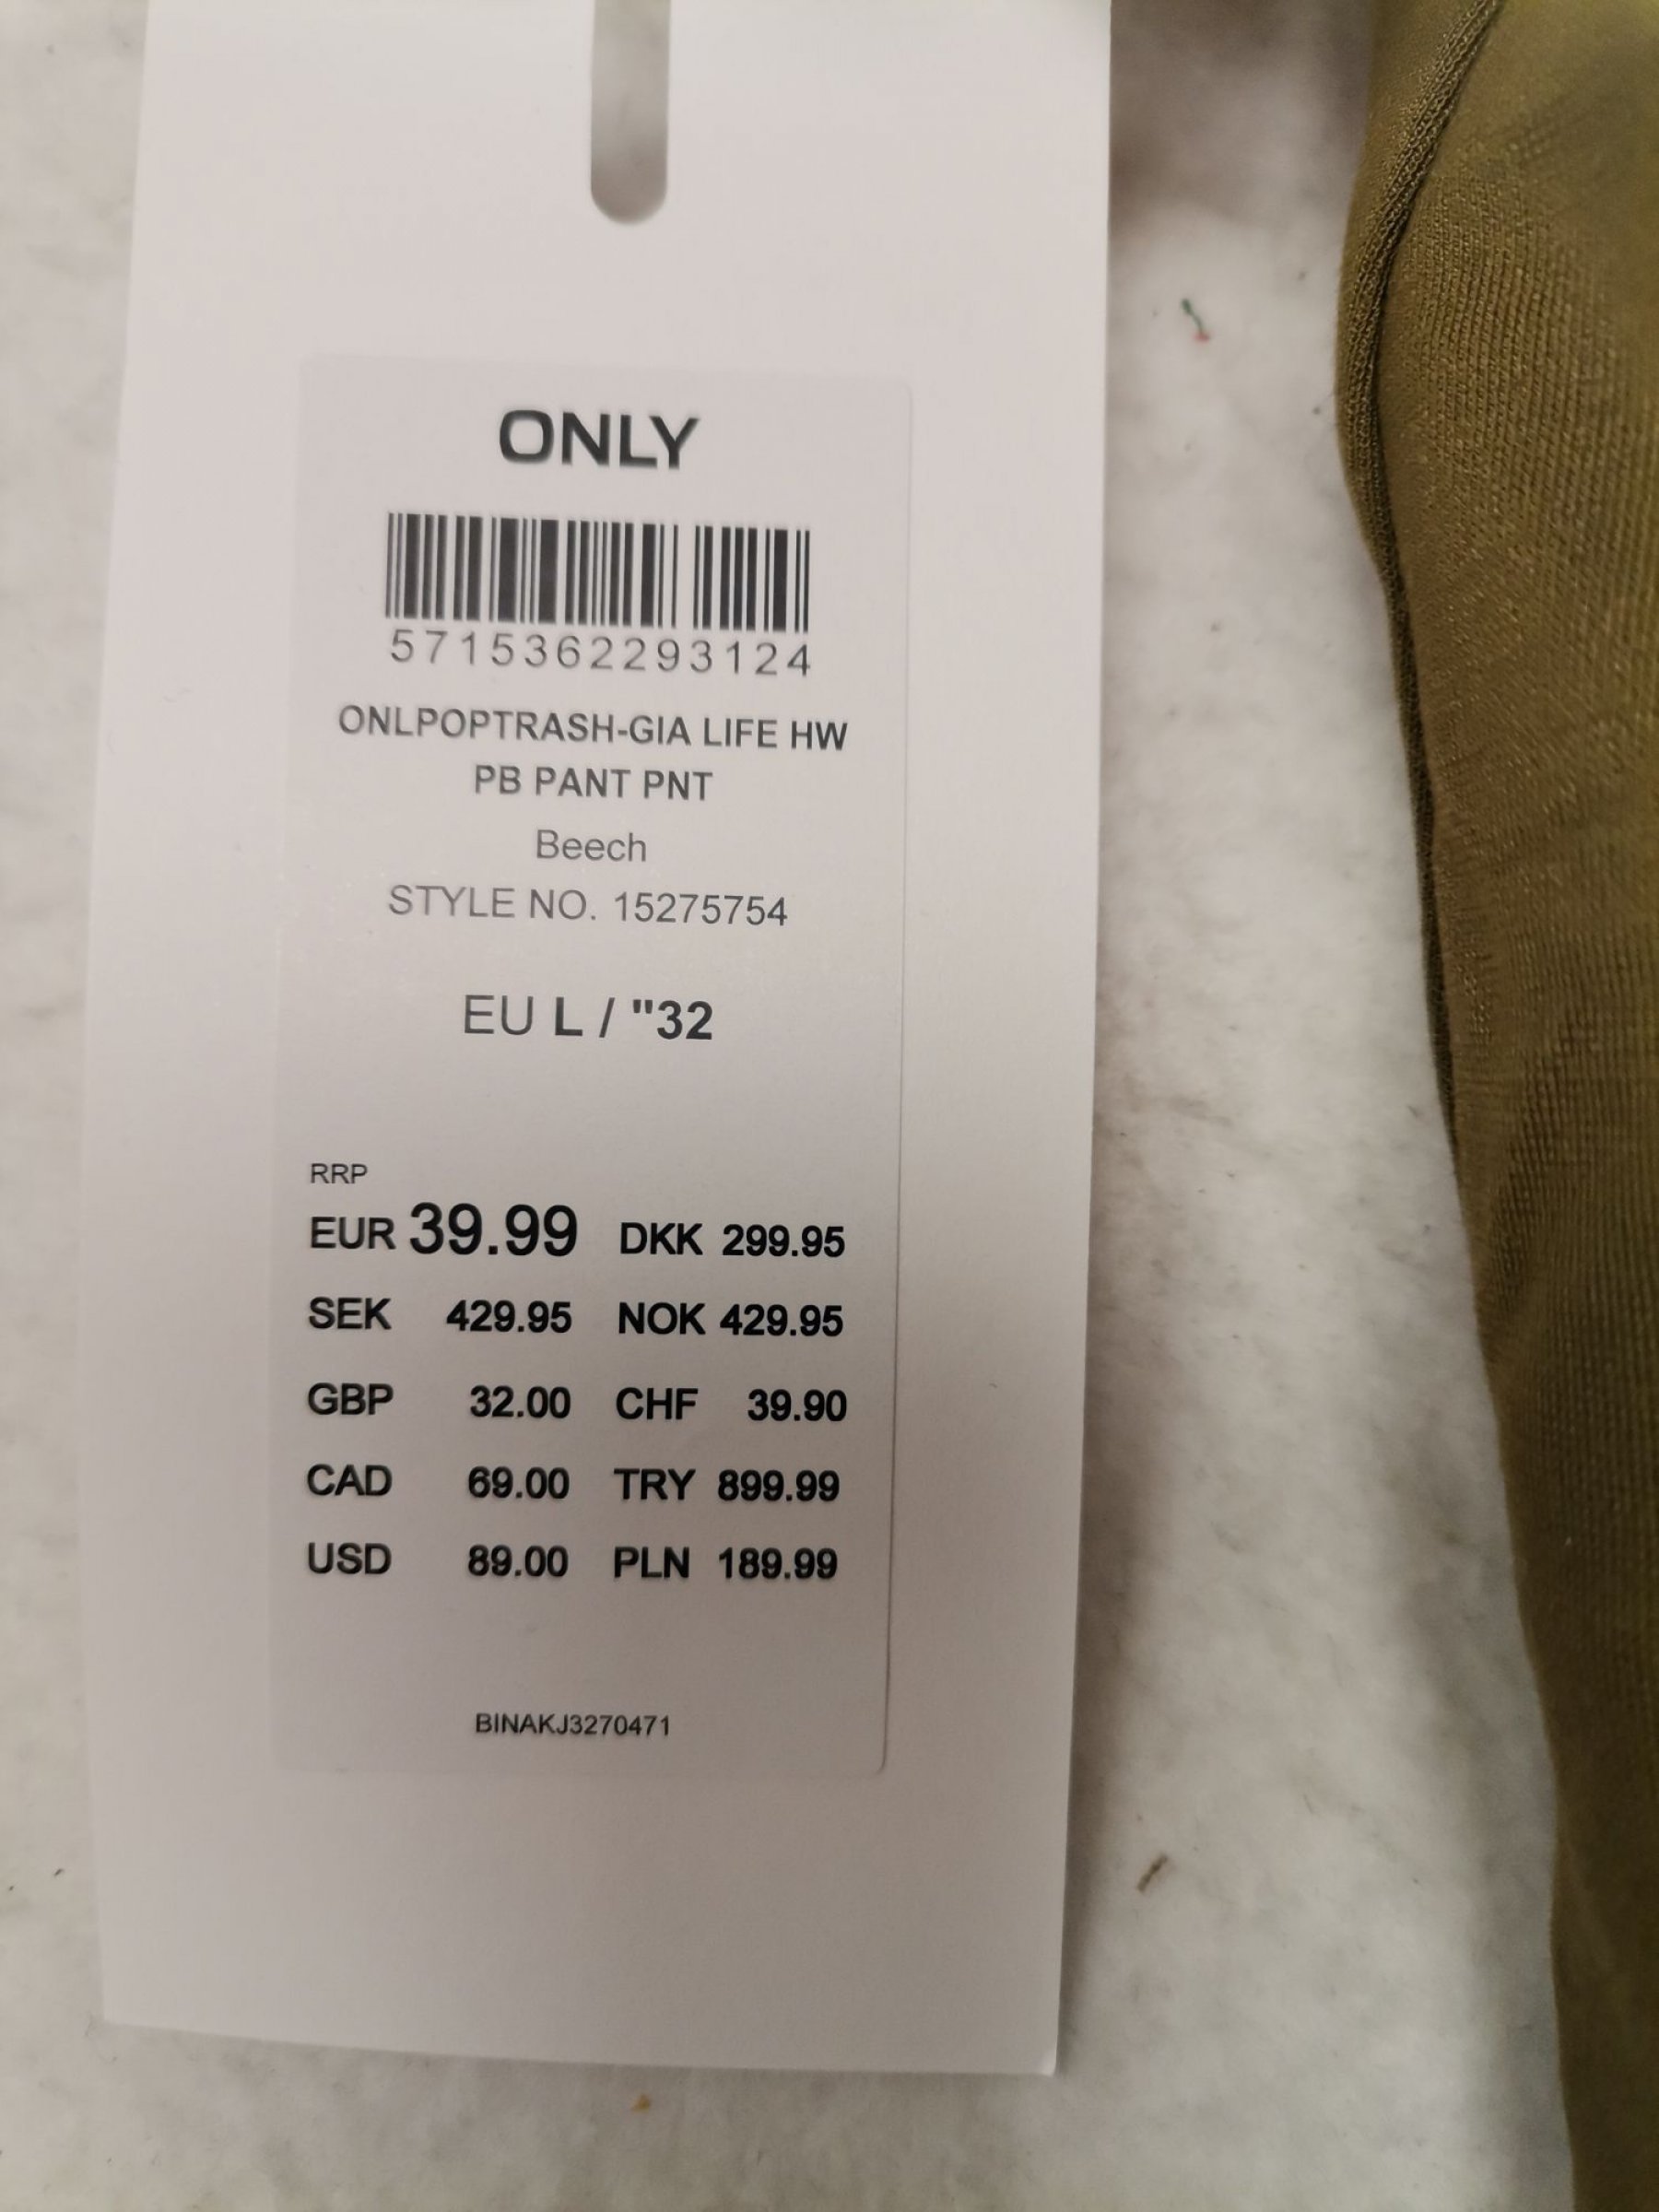 ONLY
5715362293124
ONLPOPTRASH-GIA LIFE HW
PB PANT PNT
Beech
STYLE NO. 15275754
EU L / "32
RRP
EUR 39.99 DKK 299.95
SEK 429.95 NOK 429.95
GBP 32.00 CHF 39.90
CAD 69.00 TRY 899.99
USD 89.00 PLN 189.99
BINAKJ3270471